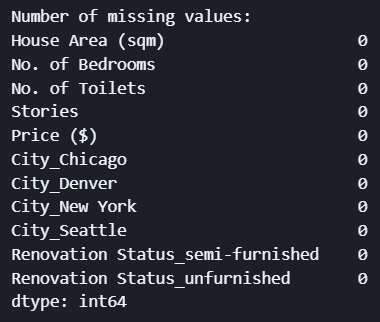 Number of missing values:
House Area (sqm) 0
No. of Bedrooms 0
No. of Toilets 0
Stories 0
Price ($) 0
City_Chicago 0
City_Denver 0
City_New York 0
City_Seattle 0
Renovation Status_semi-furnished 0
Renovation Status_unfurnished 0
dtype: int64